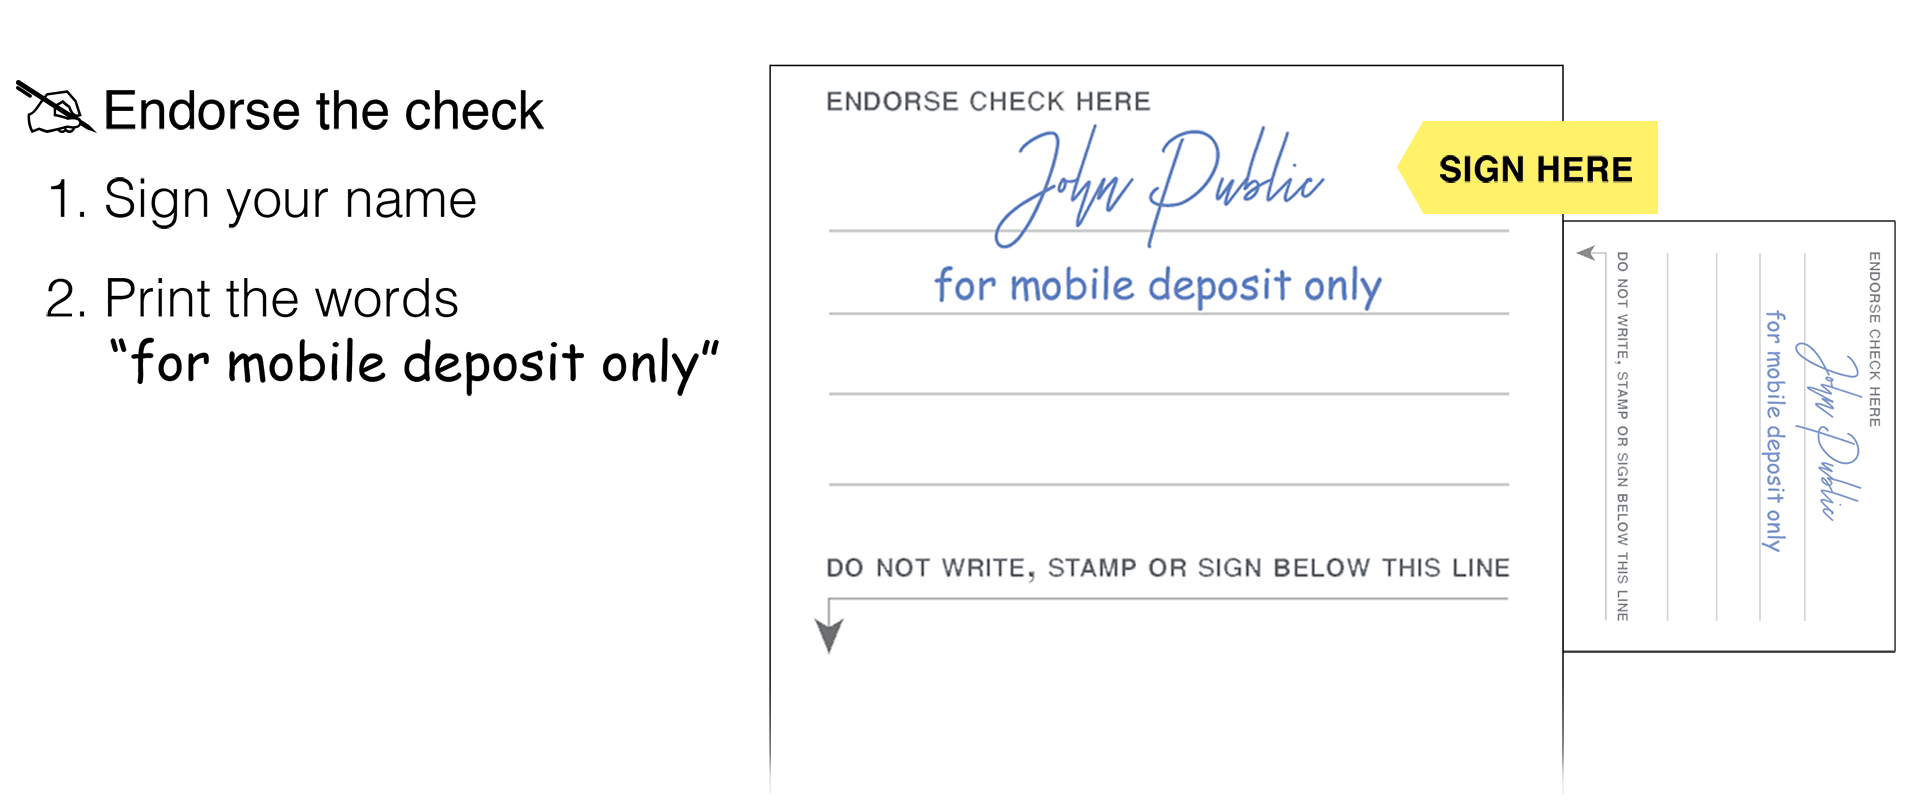 Endorse the check
1. Sign your name
2. Print the words
“for mobile deposit only”
ENDORSE CHECK HERE
John Public
SIGN HERE
for mobile deposit only
DO NOT WRITE, STAMP OR SIGN BELOW THIS LINE
ENDORSE CHECK HERE
John Public
for mobile deposit only
DO NOT WRITE, STAMP OR SIGN BELOW THIS LINE